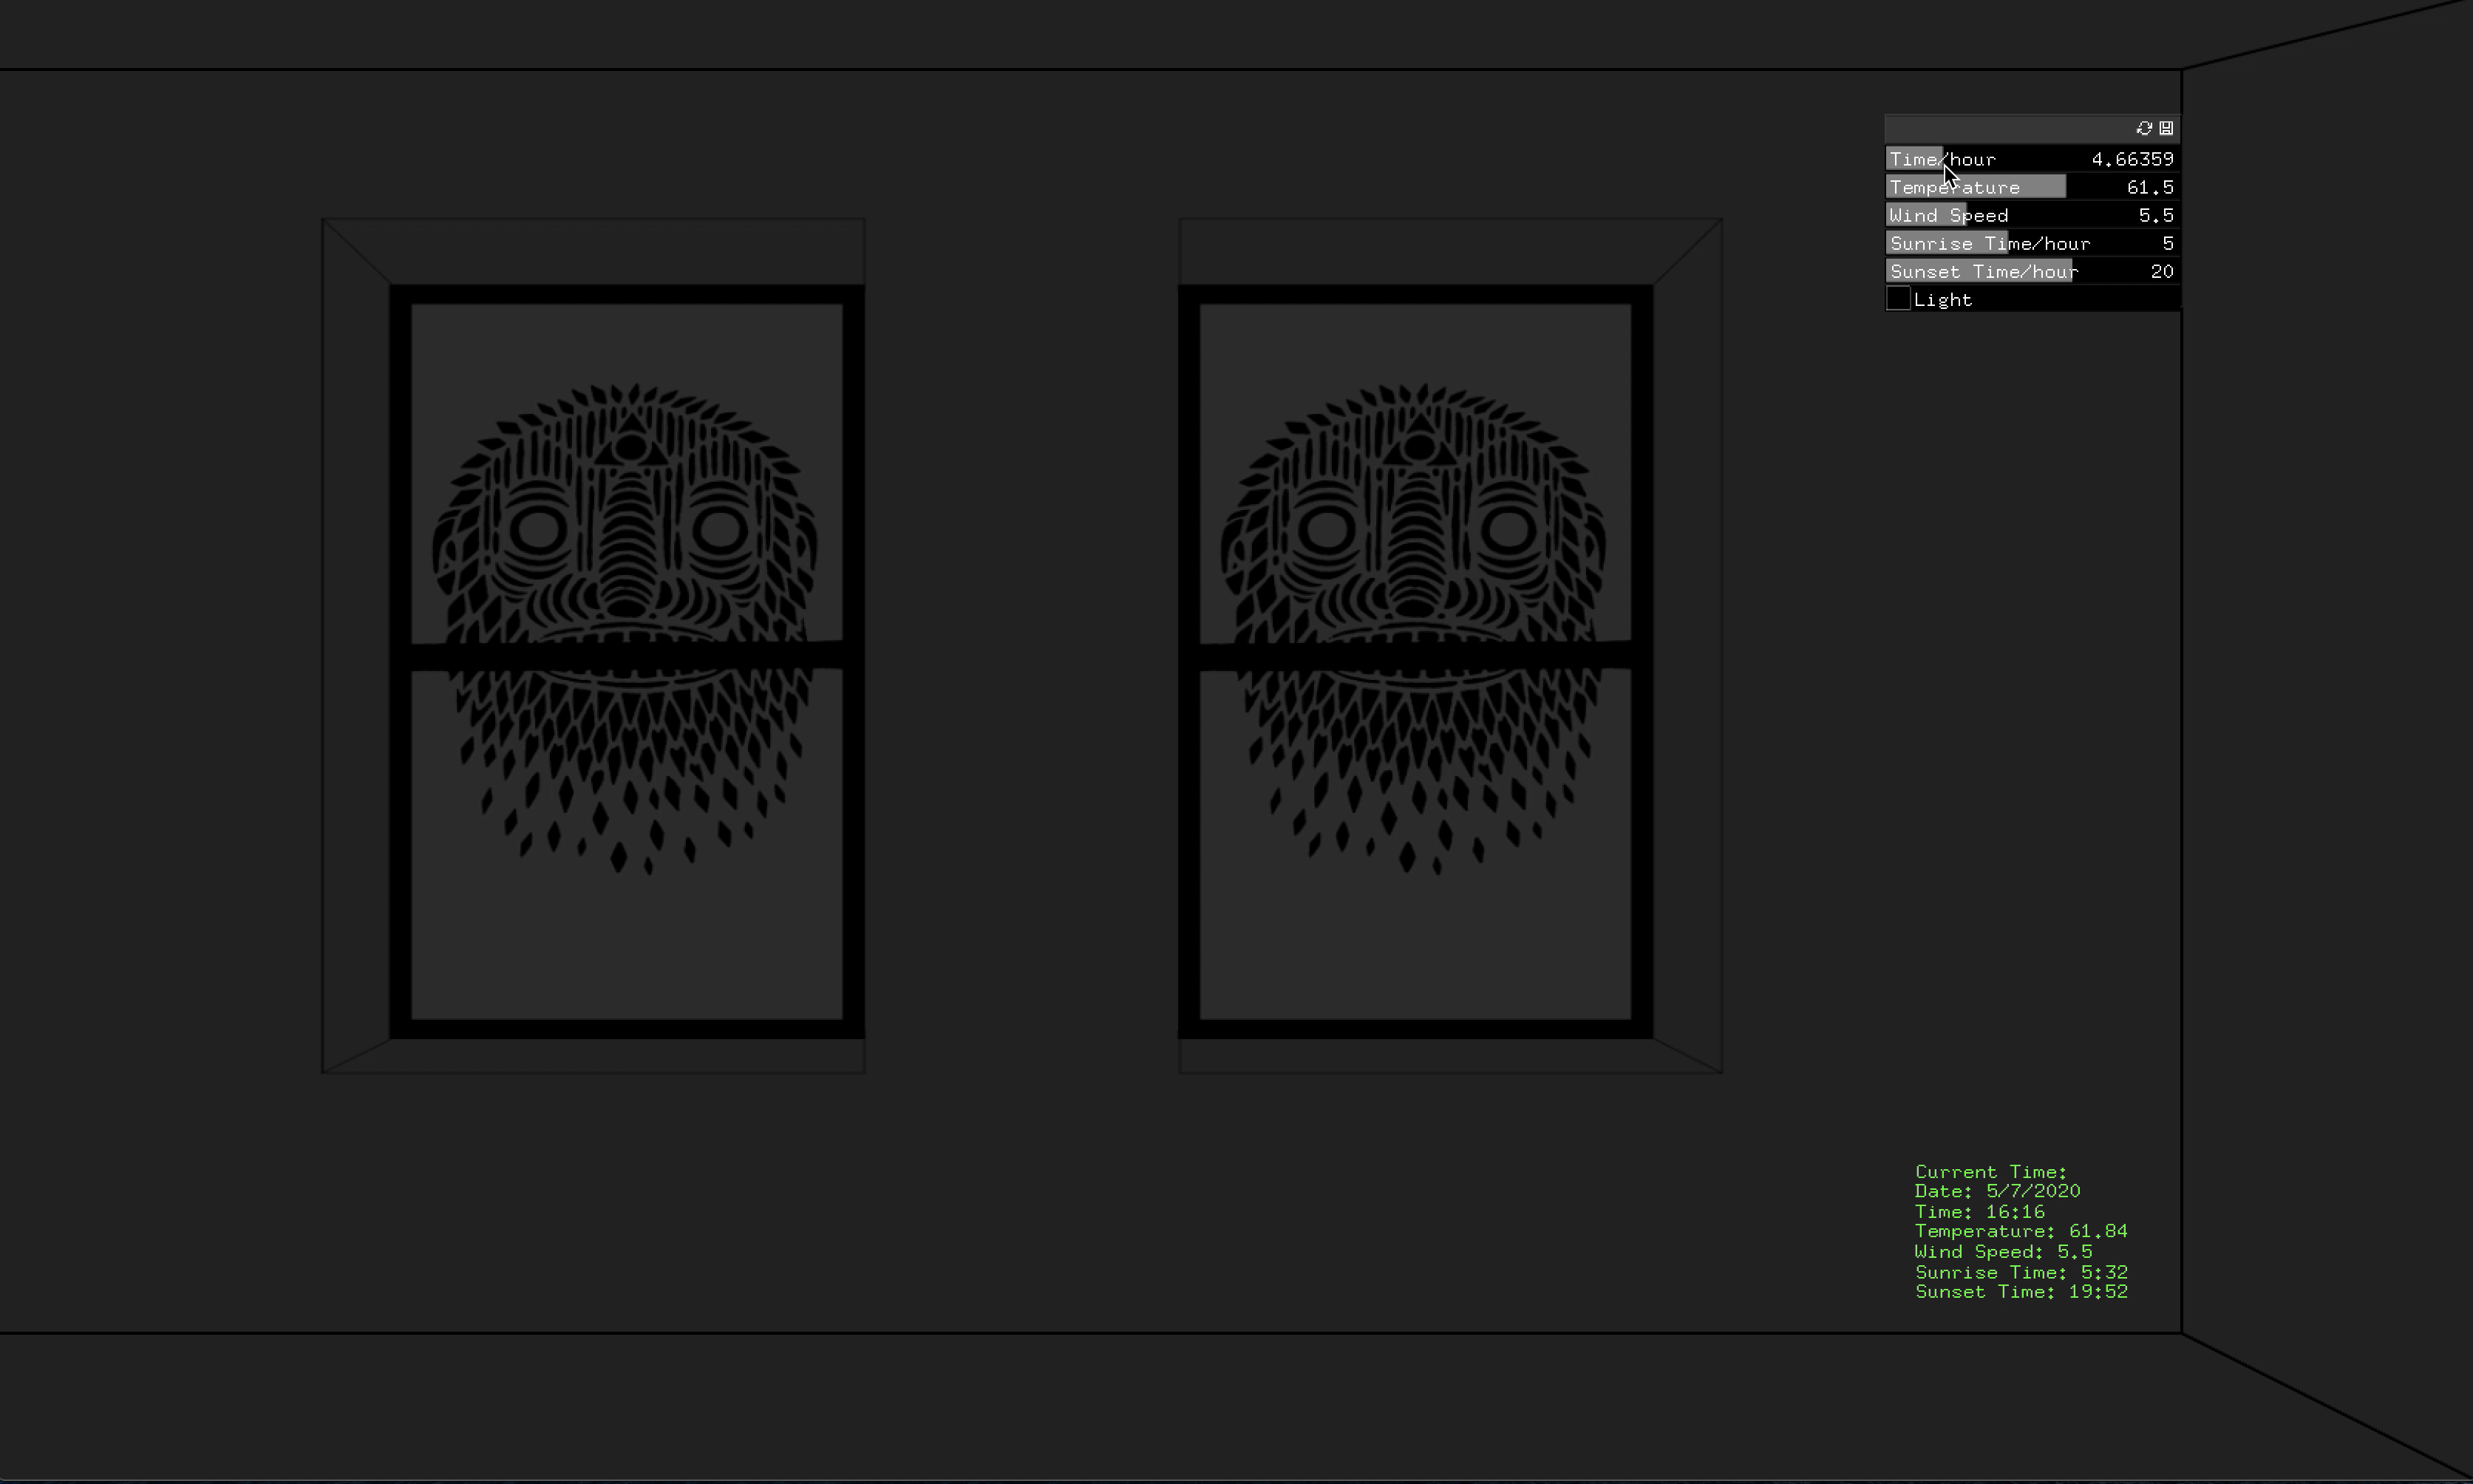 Time/hour 4.66359
Temperature 61.5
Wind Speed 5.5
Sunrise Time/hour 5
Sunset Time/hour 20
Light
Current Time:
Date: 5/7/2020
Time: 16:16
Temperature: 61.84
Wind Speed: 5.5
Sunrise Time: 5:32
Sunset Time: 19:52